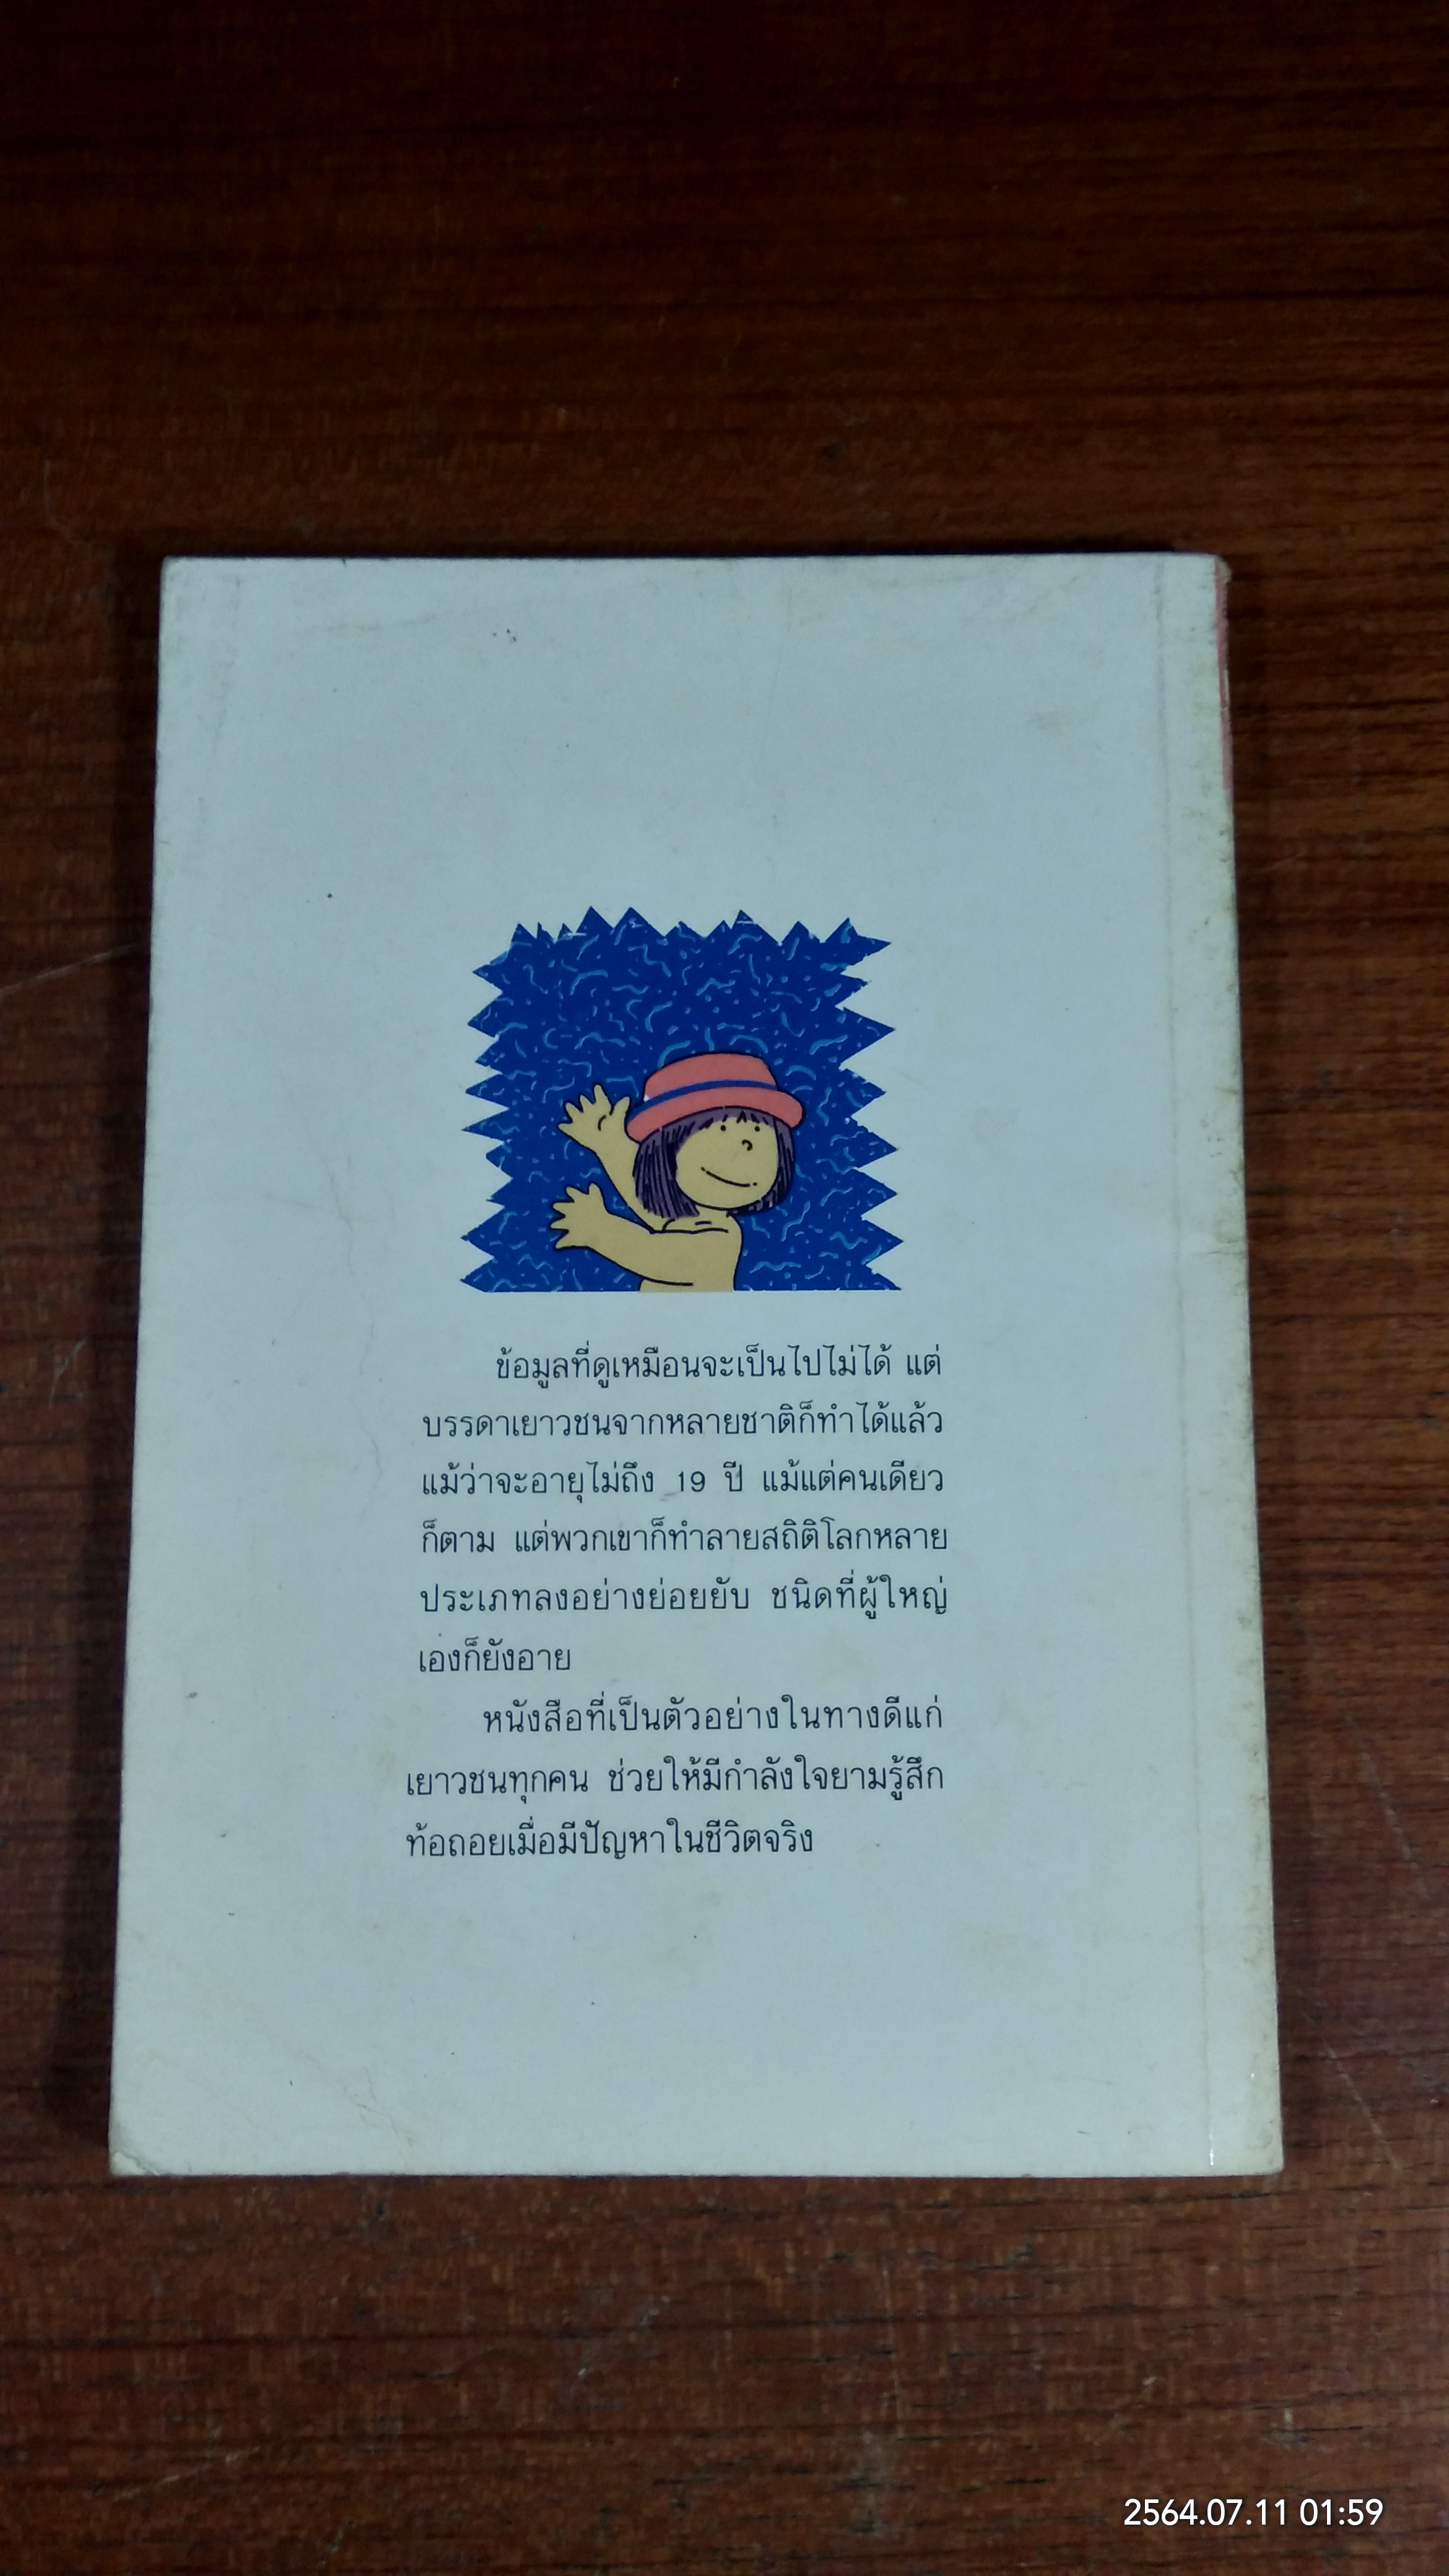 ข้อมูลที่ดูเหมือนจะเป็นไปไม่ได้ แต่
บรรดาเยาวชนจากหลายชาติก็ทำได้แล้ว
แม้ว่าจะอายุไม่ถึง 19 ปี แม้แต่คนเดียว
ก็ตาม แต่พวกเขาก็ทำลายสถิติโลกหลาย
ประเภทลงอย่างย่อยยับ ชนิดที่ผู้ใหญ่
เองก็ยังอาย
หนังสือที่เป็นตัวอย่างในทางดีแก่
เยาวชนทุกคน ช่วยให้มีกำลังใจยามรู้สึก
ท้อถอยเมื่อมีปัญหาในชีวิตจริง
2564.07.11 01:59